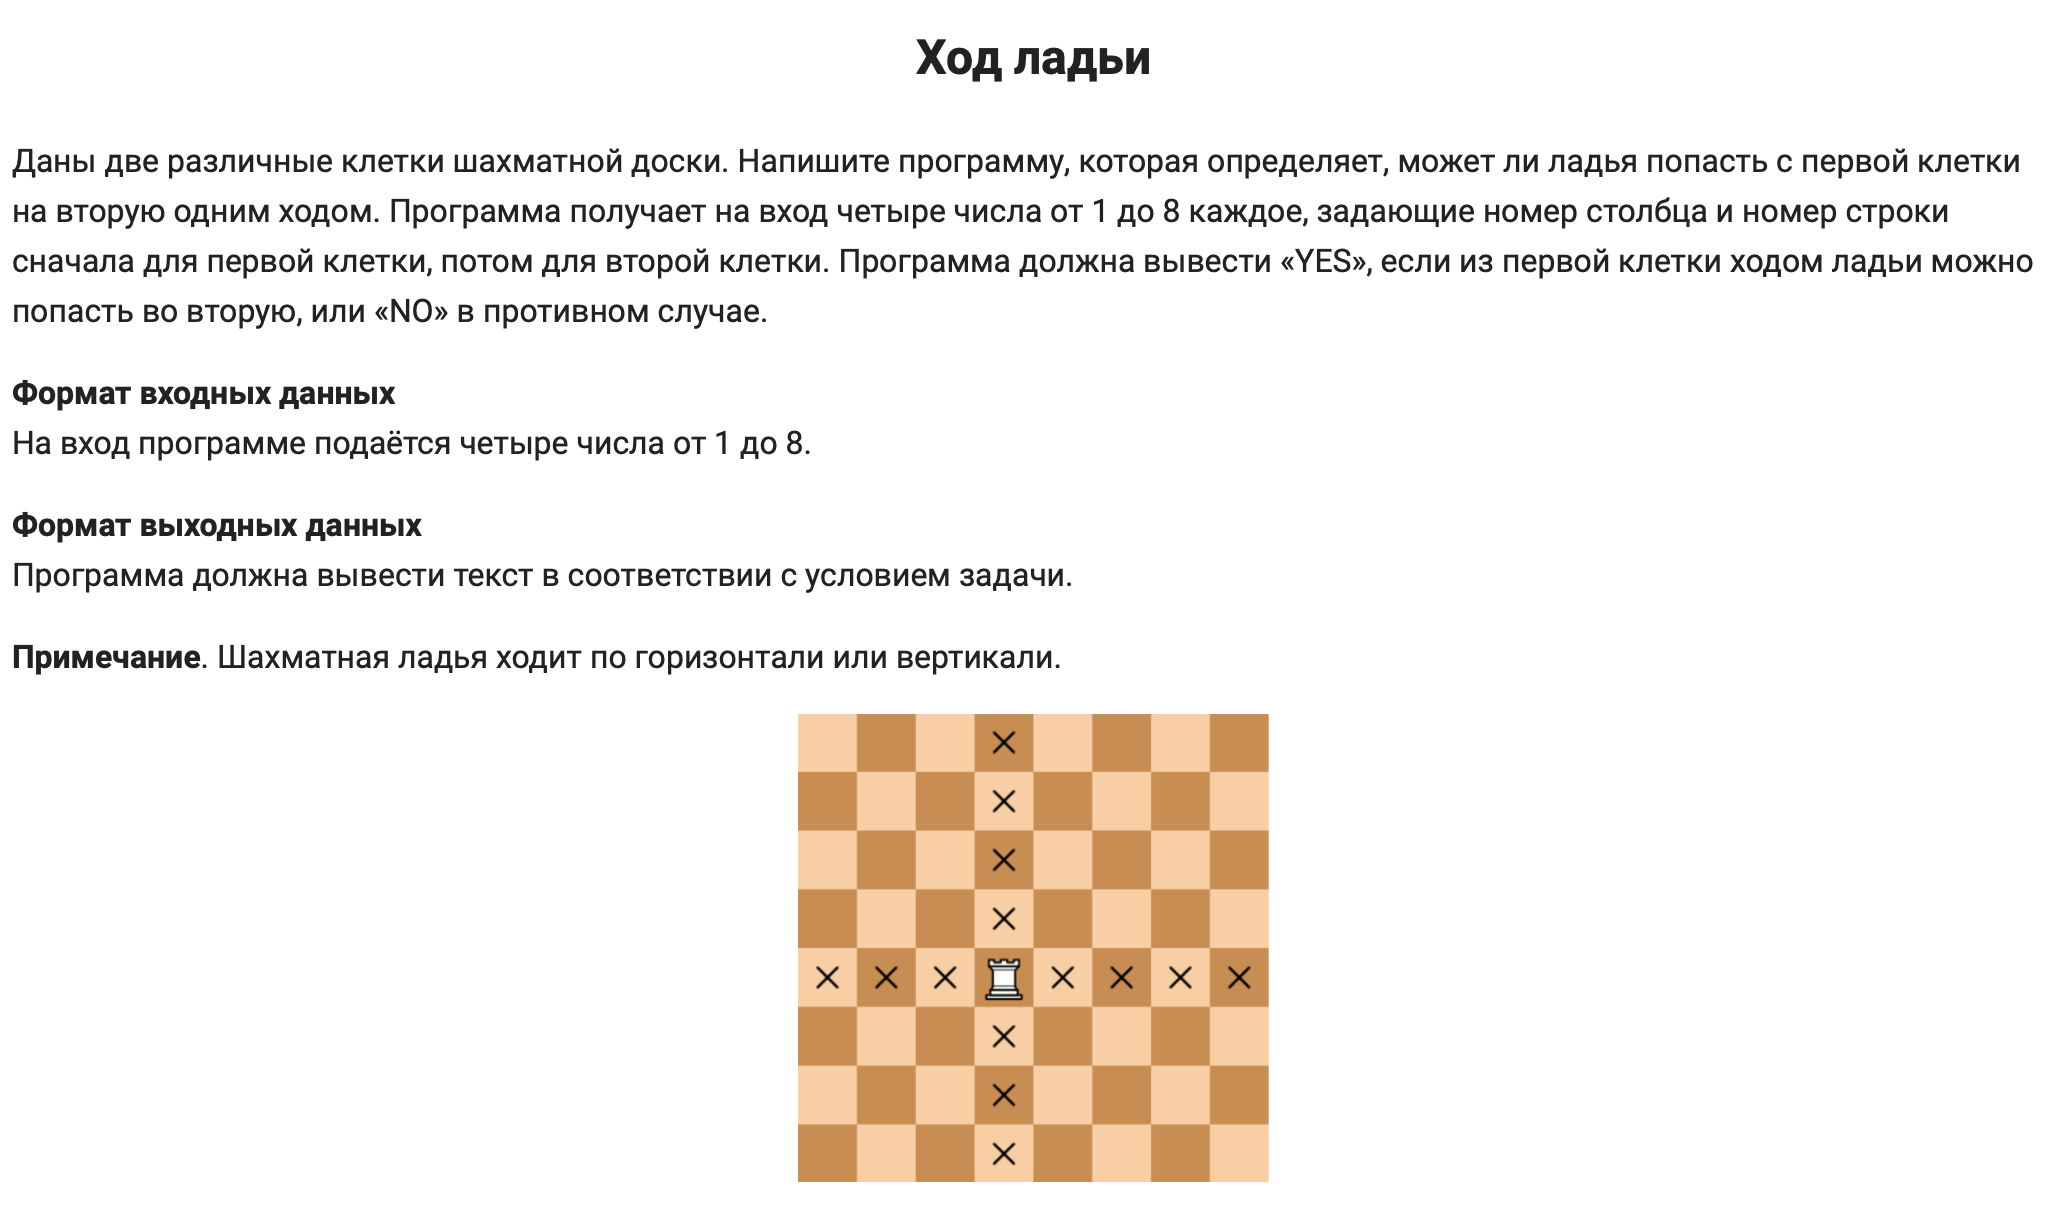 Ход ладьи
Даны две различные клетки шахматной доски. Напишите программу, которая определяет, может ли ладья попасть с первой клетки
на вторую одним ходом. Программа получает на вход четыре числа от 1 до 8 каждое, задающие номер столбца и номер строки
сначала для первой клетки, потом для второй клетки. Программа должна вывести «YES», если из первой клетки ходом ладьи можно
попасть во вторую, или «NO» в противном случае.
Формат входных данных
На вход программе подаётся четыре числа от 1 до 8.
Формат выходных данных
Программа должна вывести текст в соответствии с условием задачи.
Примечание. Шахматная ладья ходит по горизонтали или вертикали.